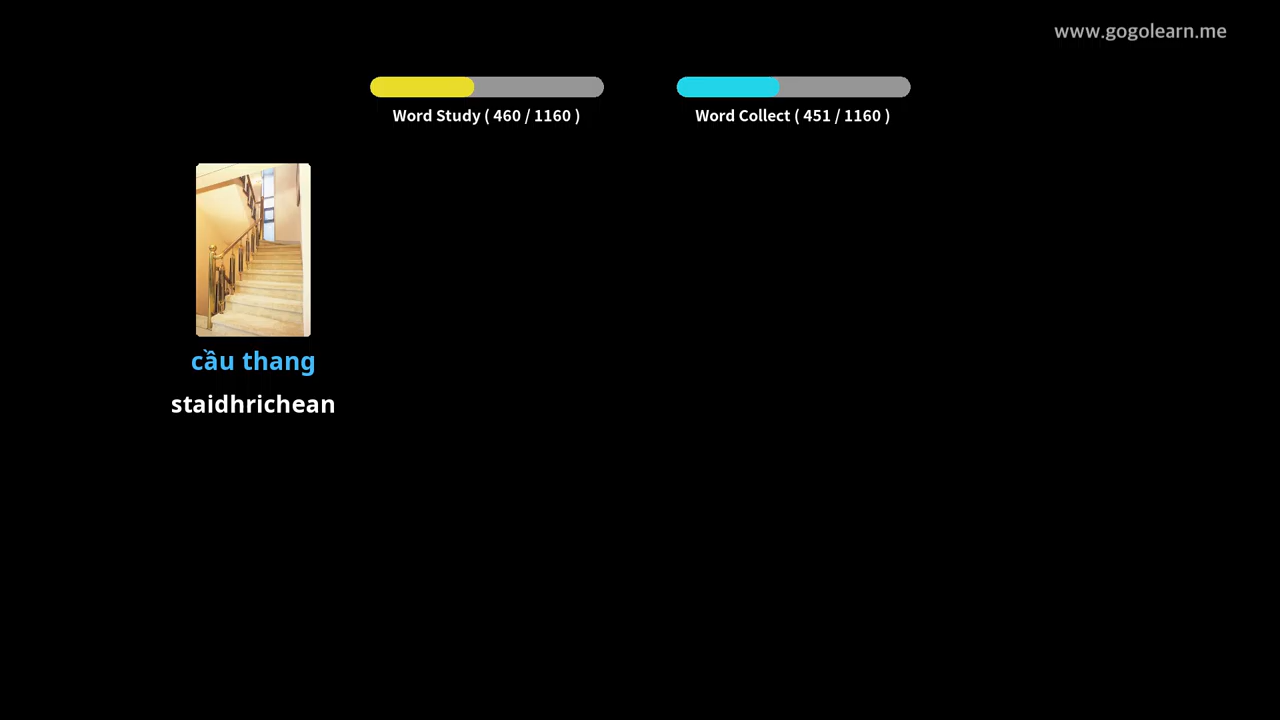 www.gogolearn.me
Word Study ( 460 / 1160 )
Word Collect ( 451 / 1160 )
cầu thang
staidhrichean